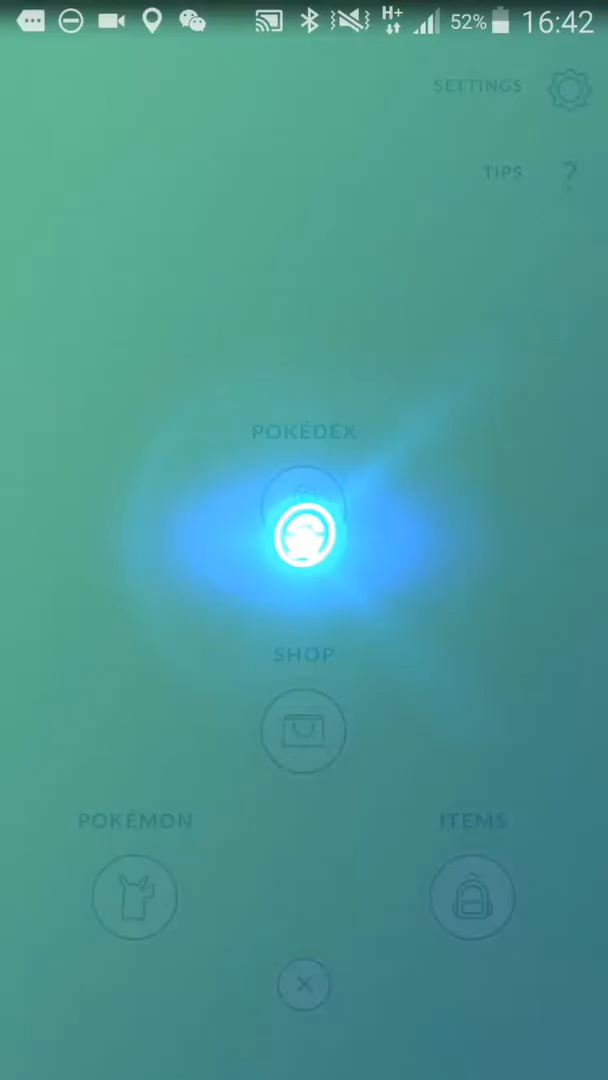 H+ 52% 16:42
SETTINGS
TIPS ?
POKÉDEX
SHOP
POKÉMON ITEMS